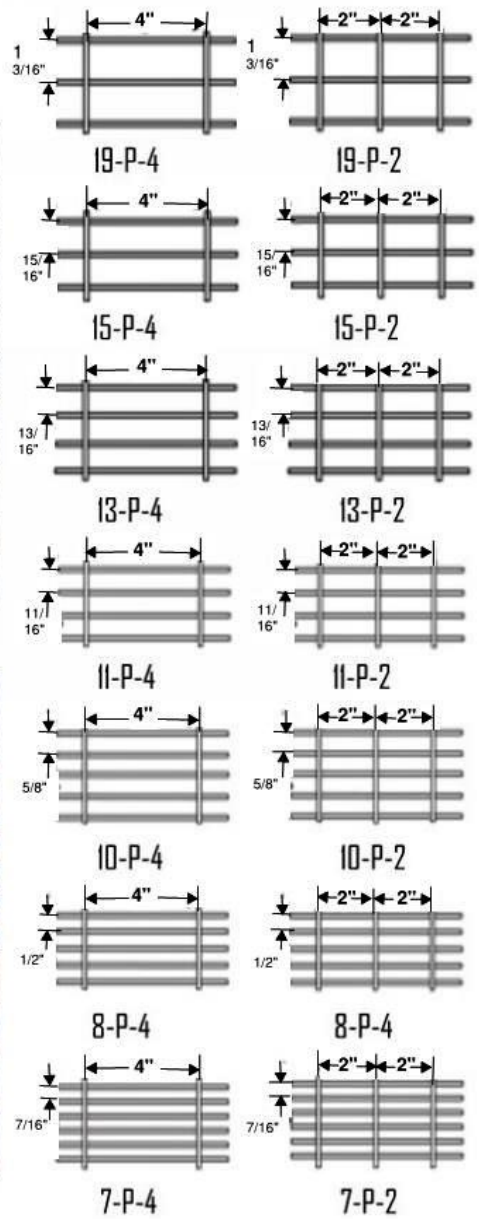 4" 2" 2"
1
3/16"
1
3/16"
19-P-4 19-P-2
4" 2" 2"
15/
16"
15/
16"
15-P-4 15-P-2
4" 2" 2"
13/
16"
13/
16"
13-P-4 13-P-2
4" 2" 2"
11/
16"
11/
16"
11-P-4 11-P-2
4" 2" 2"
5/8" 5/8"
10-P-4 10-P-2
4" 2" 2"
1/2" 1/2"
8-P-4 8-P-4
4" 2" 2"
7/16" 7/16"
7-P-4 7-P-2